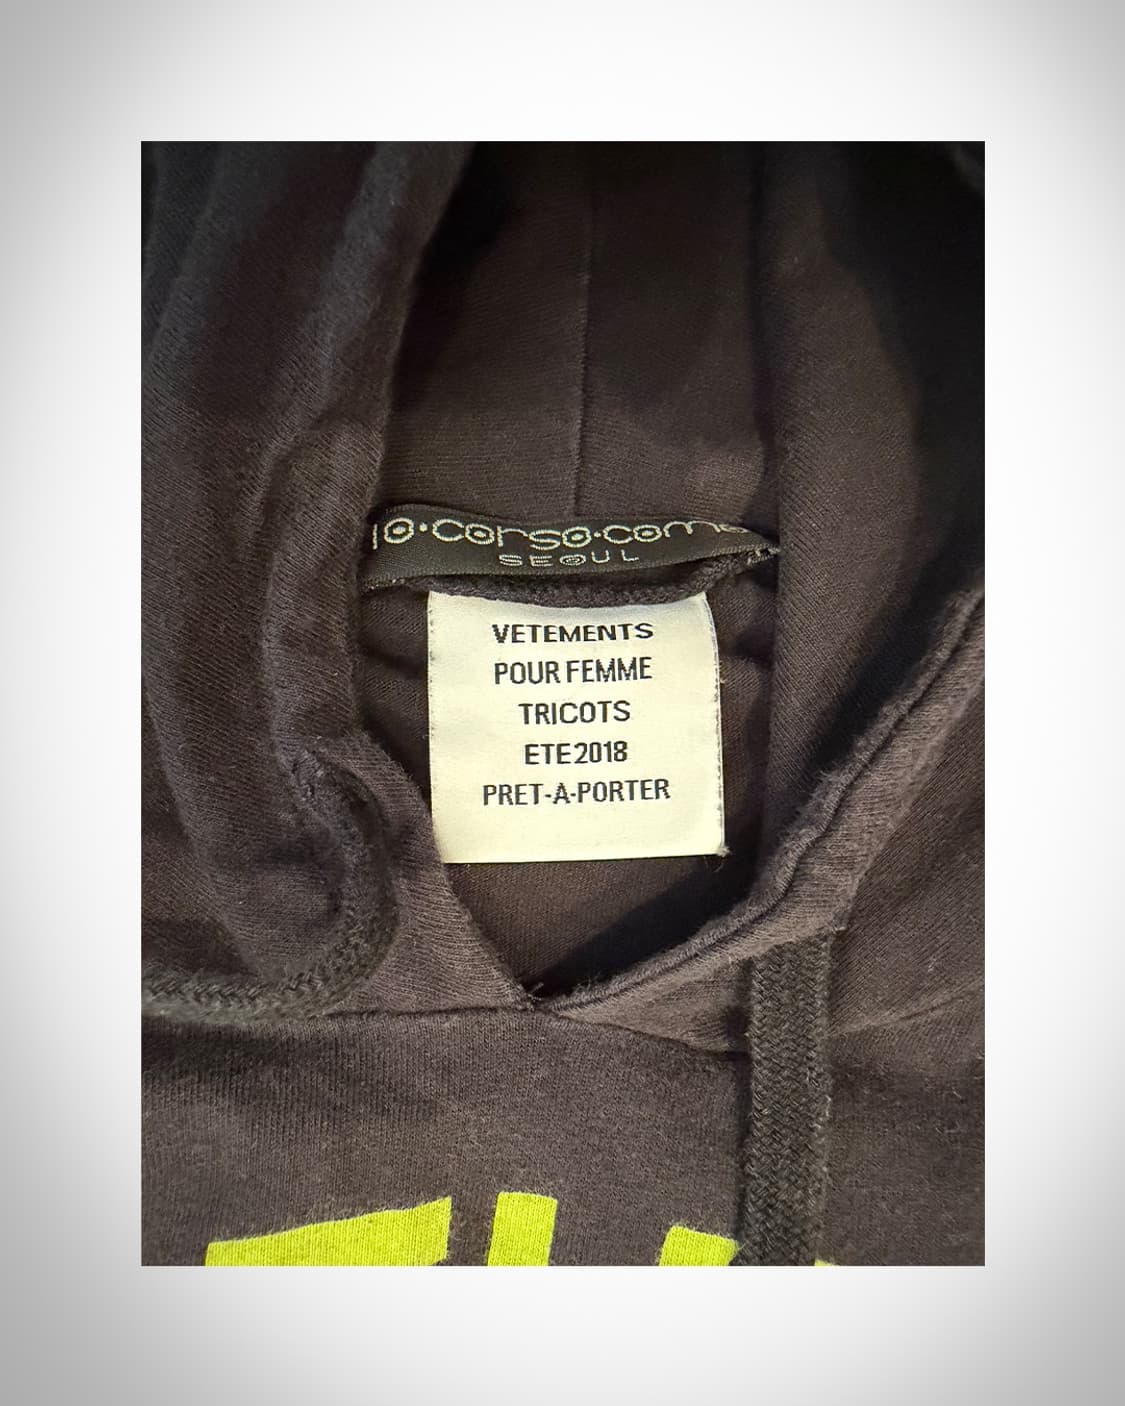 10·corso·como
SEOUL
VETEMENTS
POUR FEMME
TRICOTS
ETE2018
PRET-A-PORTER